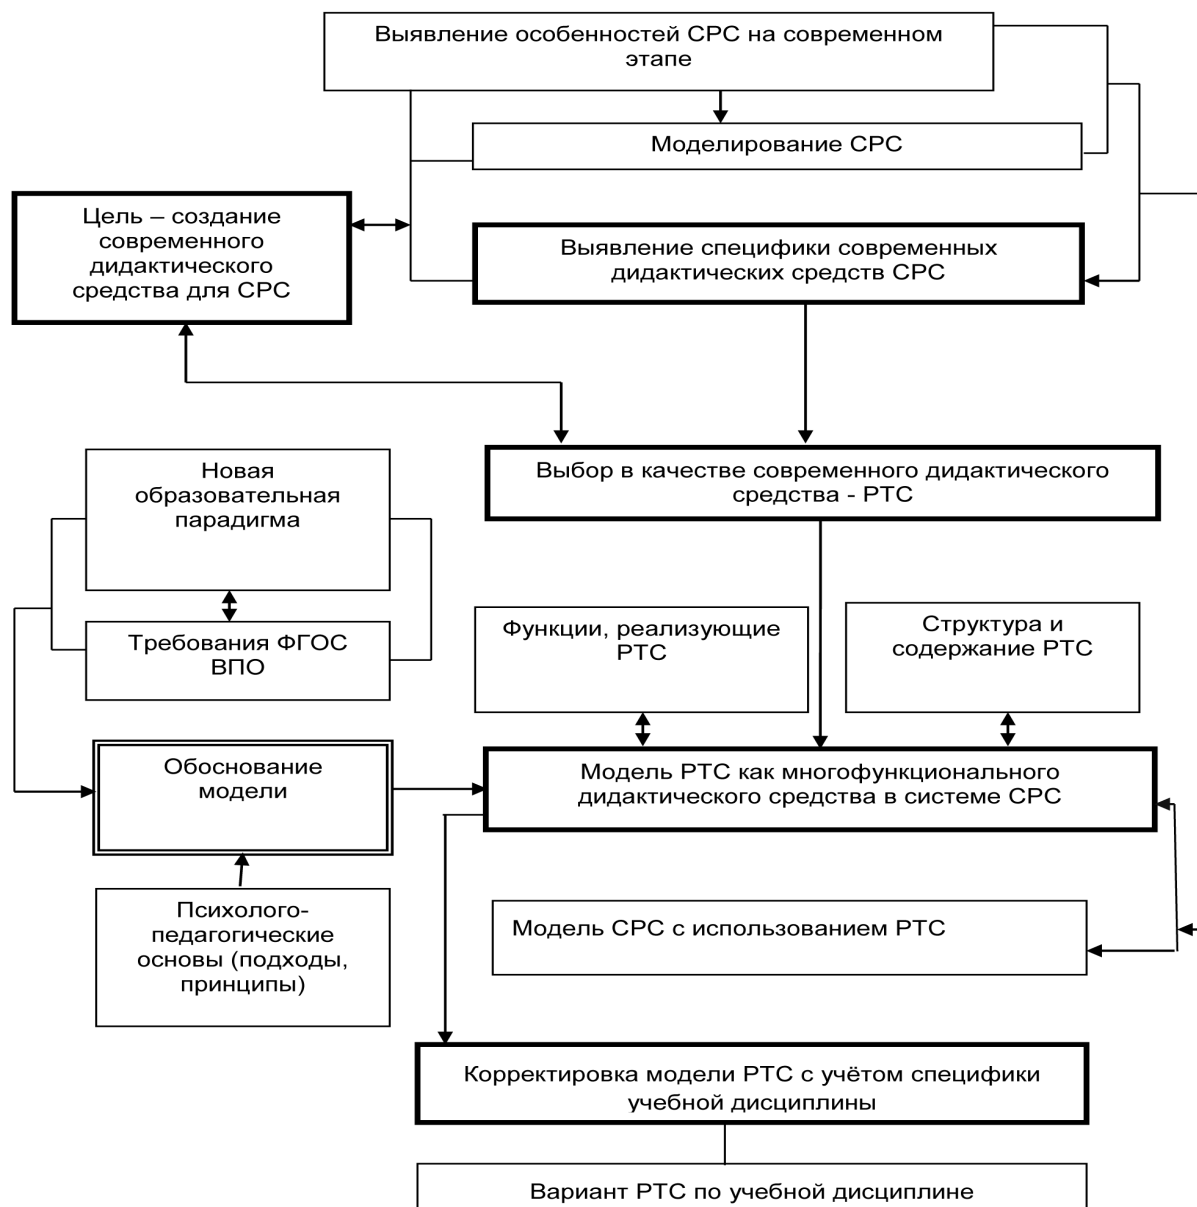 Выявление особенностей СРС на современном
этапе
Моделирование СРС
Цель – создание
современного
дидактического
средства для СРС
Выявление специфики современных
дидактических средств СРС
Выбор в качестве современного дидактического
средства - РТС
Новая
образовательная
парадигма
Требования ФГОС
ВПО
Функции, реализующие
РТС
Структура и
содержание РТС
Обоснование
модели
Модель РТС как многофункционального
дидактического средства в системе СРС
Психолого-
педагогические
основы (подходы,
принципы)
Модель СРС с использованием РТС
Корректировка модели РТС с учётом специфики
учебной дисциплины
Вариант РТС по учебной дисциплине